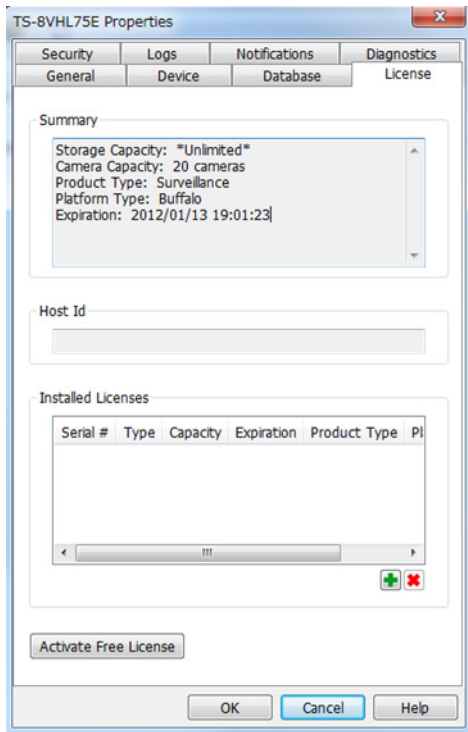 TS-8VHL75E Properties
Security Logs Notifications Diagnostics
General Device Database License
Summary
Storage Capacity: *Unlimited*
Camera Capacity: 20 cameras
Product Type: Surveillance
Platform Type: Buffalo
Expiration: 2012/01/13 19:01:23
Host Id
Installed Licenses
Serial # Type Capacity Expiration Product Type Pl
Activate Free License
OK Cancel Help